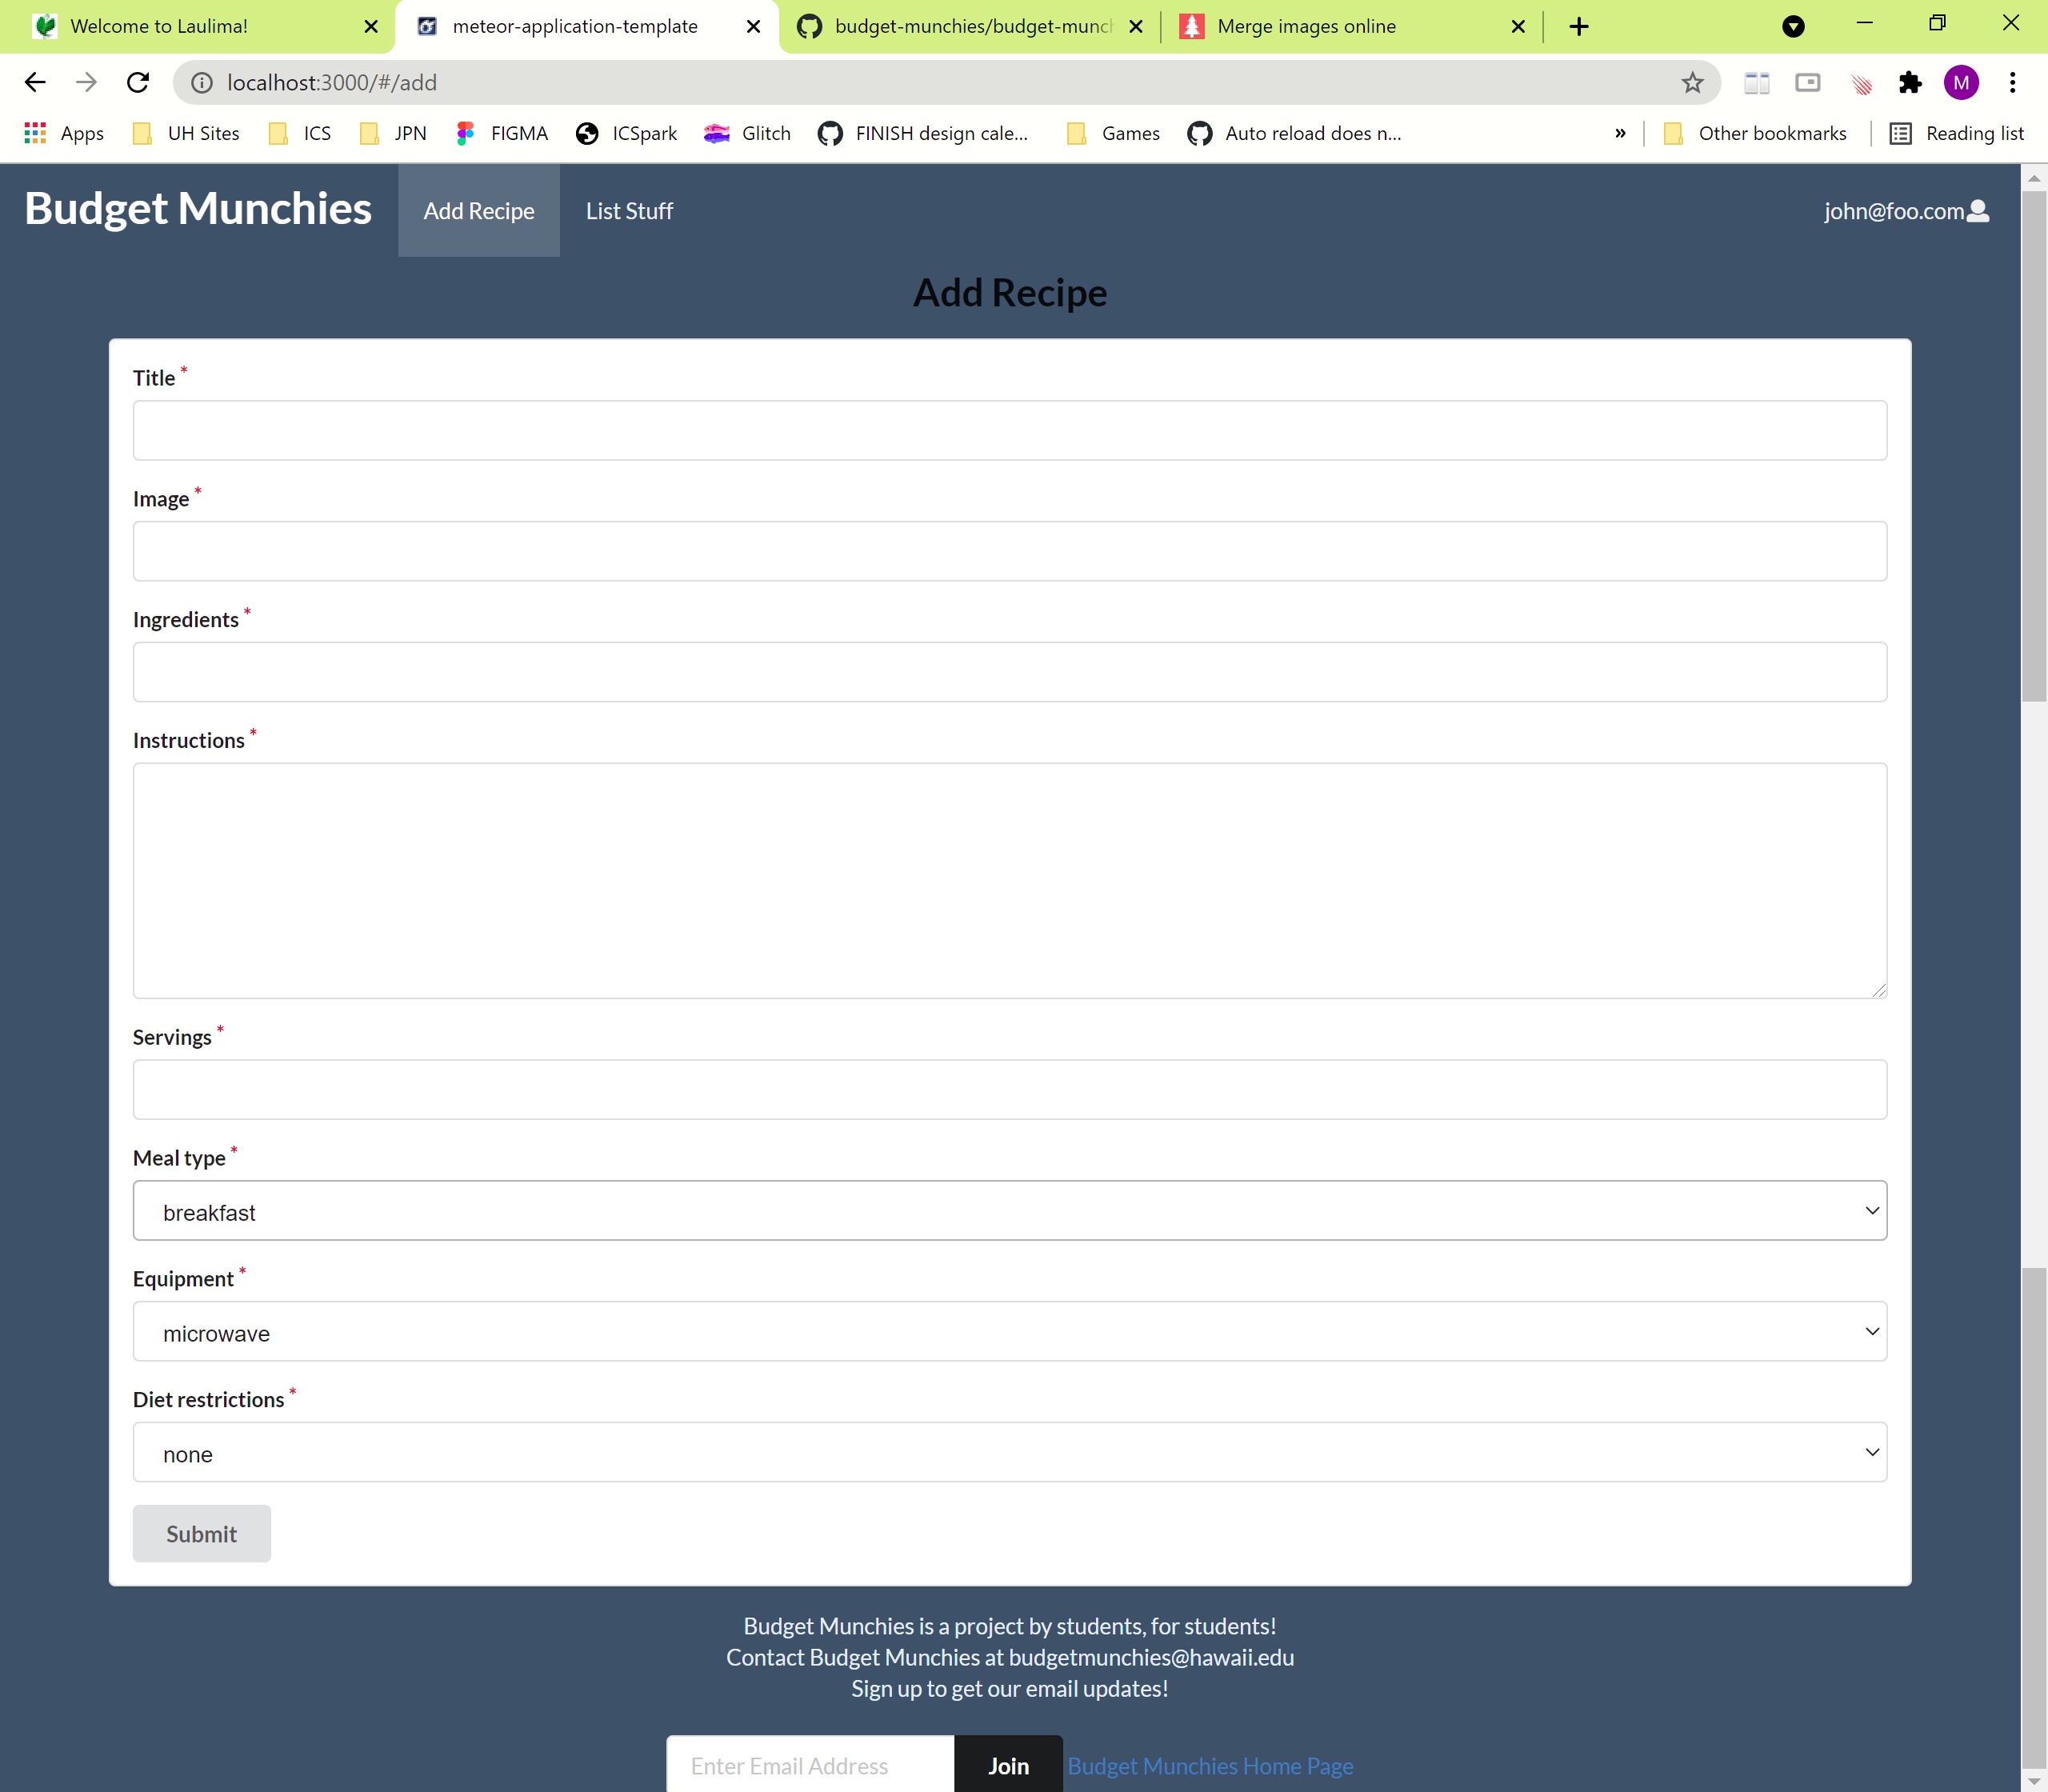 Welcome to Laulima!
meteor-application-template
budget-munchies/budget-munch
Merge images online
localhost:3000/#/add
M
Apps
UH Sites
ICS
JPN
FIGMA
ICSpark
Glitch
FINISH design cale...
Games
Auto reload does n...
»
Other bookmarks
Reading list
Budget Munchies
Add Recipe
List Stuff
john@foo.com
Add Recipe
Title *
Image *
Ingredients *
Instructions *
Servings *
Meal type *
breakfast
Equipment *
microwave
Diet restrictions *
none
Submit
Budget Munchies is a project by students, for students!
Contact Budget Munchies at budgetmunchies@hawaii.edu
Sign up to get our email updates!
Enter Email Address
Join
Budget Munchies Home Page